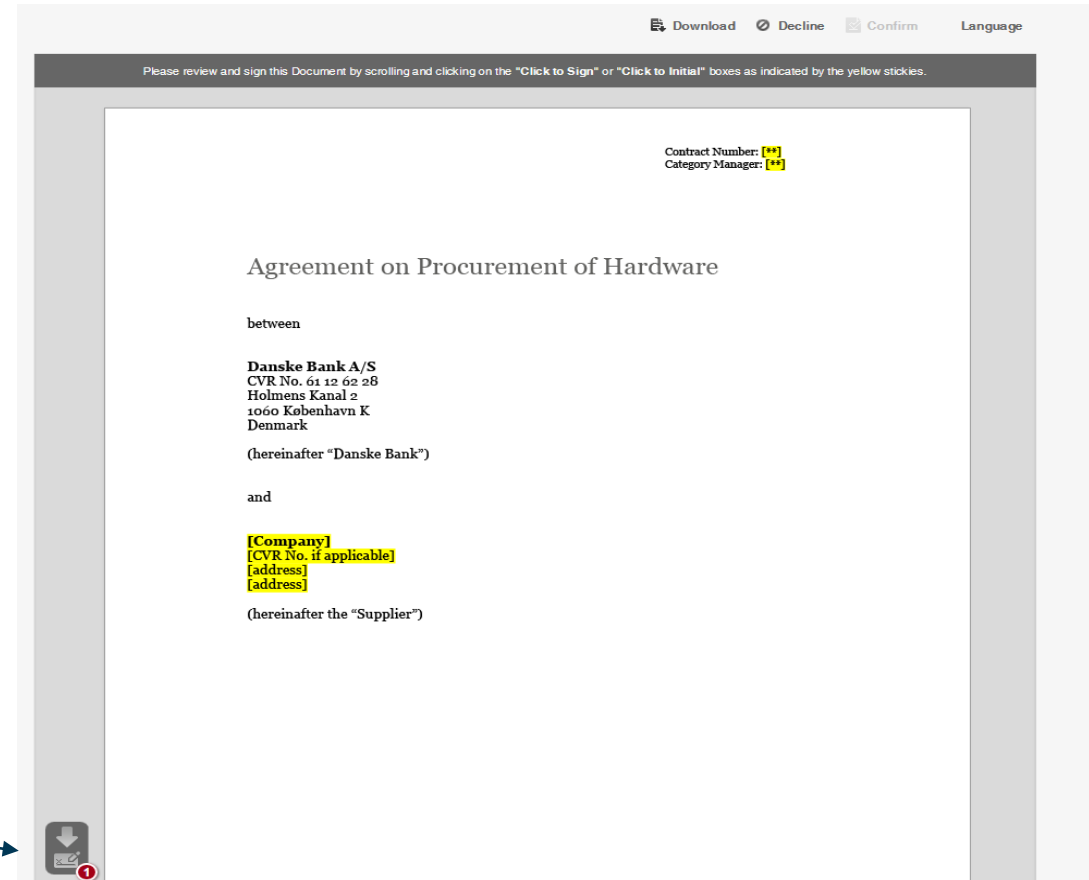 Download Decline Confirm Language
Please review and sign this Document by scrolling and clicking on the "Click to Sign" or "Click to Initial" boxes as indicated by the yellow stickies.
Contract Number: [**]
Category Manager: [**]
Agreement on Procurement of Hardware
between
Danske Bank A/S
CVR No. 61 12 62 28
Holmens Kanal 2
1060 København K
Denmark
(hereinafter “Danske Bank”)
and
[Company]
[CVR No. if applicable]
[address]
[address]
(hereinafter the “Supplier”)
1